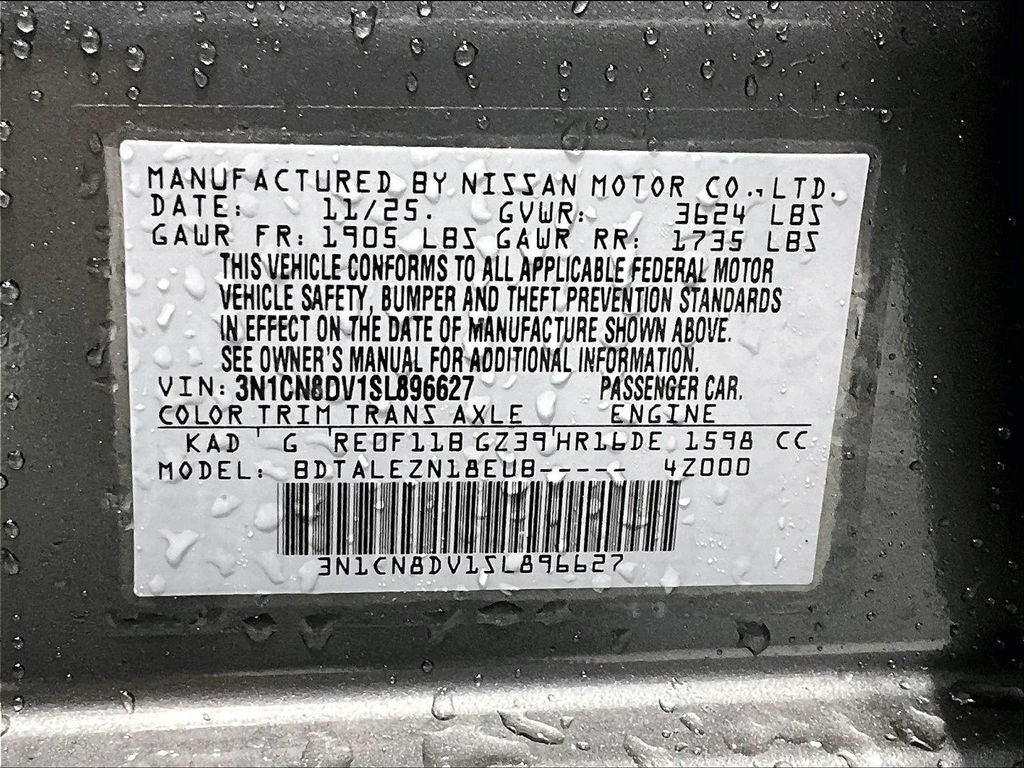 MANUFACTURED BY NISSAN MOTOR CO.,LTD.
DATE: 11/25. GVWR: 3624 LBS
GAWR FR: 1905 LBS GAWR RR: 1735 LBS
THIS VEHICLE CONFORMS TO ALL APPLICABLE FEDERAL MOTOR
VEHICLE SAFETY, BUMPER AND THEFT PREVENTION STANDARDS
IN EFFECT ON THE DATE OF MANUFACTURE SHOWN ABOVE.
SEE OWNER'S MANUAL FOR ADDITIONAL INFORMATION.
VIN: 3N1CN8DV1SL896627 PASSENGER CAR.
COLOR TRIM TRANS AXLE ENGINE
KAD G RE0F11B GZ39 HR16DE 1598 CC
MODEL: BDTALEZN18EUB----- 4Z000
3N1CN8DV1SL896627